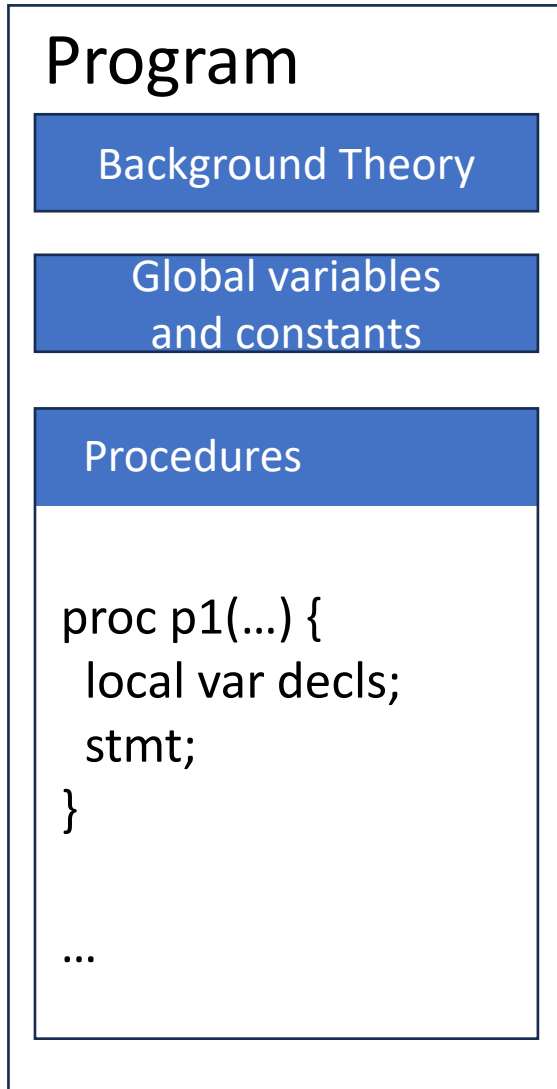 Program
Background Theory
Global variables
and constants
Procedures
proc p1(…) {
local var decls;
stmt;
}
…